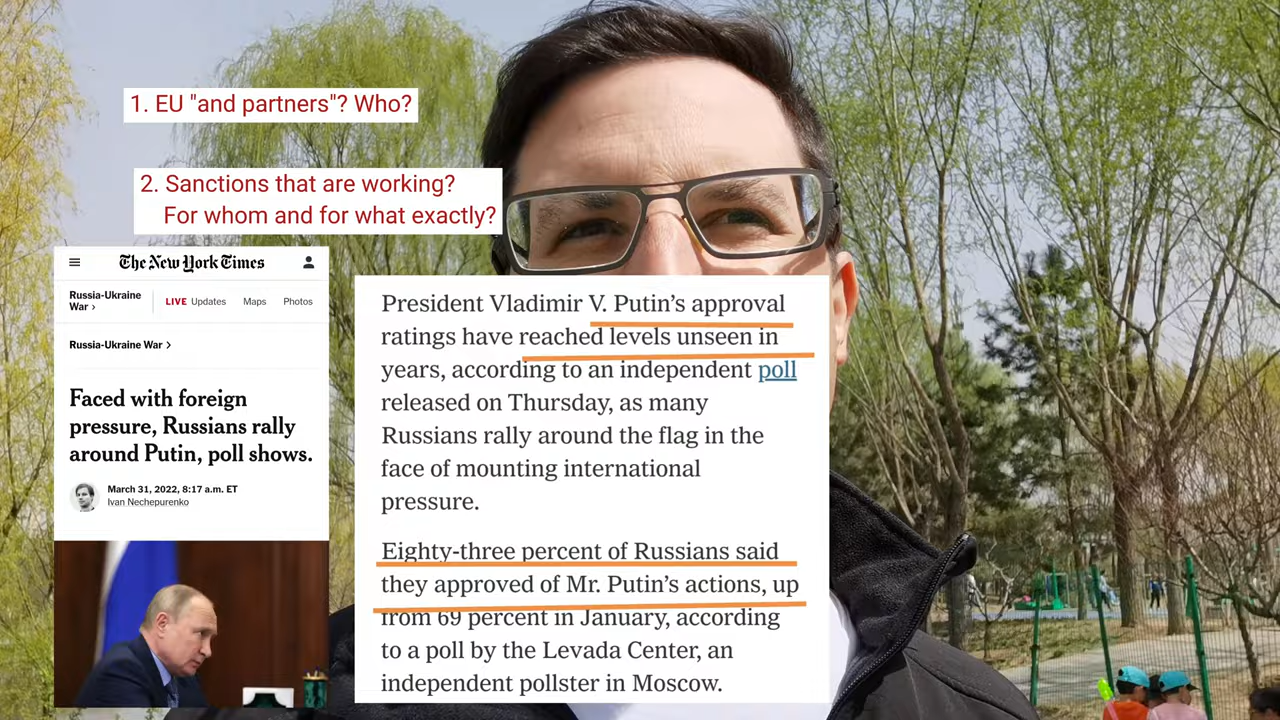 1. EU "and partners"? Who?
2. Sanctions that are working?
For whom and for what exactly?
The New York Times
Russia-Ukraine
War ›
LIVE Updates
Maps
Photos
Russia-Ukraine War ›
Faced with foreign
pressure, Russians rally
around Putin, poll shows.
March 31, 2022, 8:17 a.m. ET
Ivan Nechepurenko
President Vladimir V. Putin’s approval
ratings have reached levels unseen in
years, according to an independent poll
released on Thursday, as many
Russians rally around the flag in the
face of mounting international
pressure.
Eighty-three percent of Russians said
they approved of Mr. Putin’s actions, up
from 69 percent in January, according
to a poll by the Levada Center, an
independent pollster in Moscow.